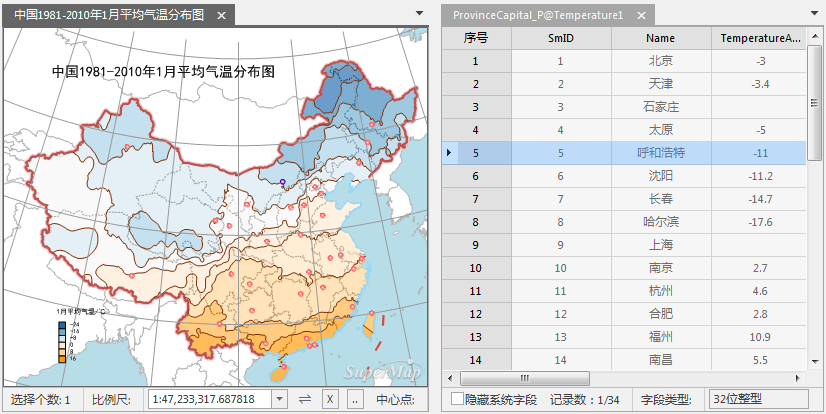 中国1981-2010年1月平均气温分布图
中国1981-2010年1月平均气温分布图
1月平均气温/℃
-24
-16
-8
0
8
16
SuperMap
选择个数: 1 比例尺: 1:47,233,317.687818 X .. 中心点:
ProvinceCapital_P@Temperature1
序号 SmID Name TemperatureA...
1 1 北京 -3
2 2 天津 -3.4
3 3 石家庄
4 4 太原 -5
5 5 呼和浩特 -11
6 6 沈阳 -11.2
7 7 长春 -14.7
8 8 哈尔滨 -17.6
9 9 上海
10 10 南京 2.7
11 11 杭州 4.6
12 12 合肥 2.8
13 13 福州 10.9
14 14 南昌 5.5
隐藏系统字段 记录数: 1/34 字段类型: 32位整型